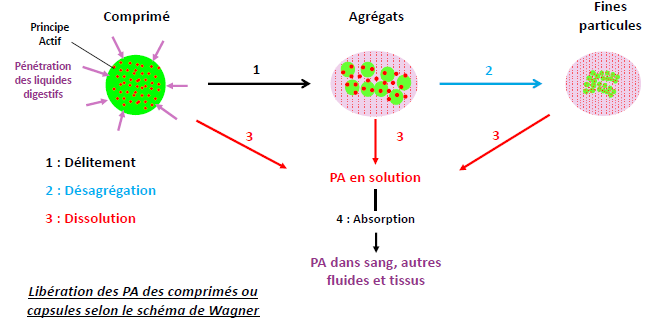 Comprimé
Agrégats
Fines
particules
Principe
Actif
Pénétration
des liquides
digestifs
1
2
3
3
3
1 : Délitement
2 : Désagrégation
3 : Dissolution
PA en solution
4 : Absorption
PA dans sang, autres
fluides et tissus
Libération des PA des comprimés ou
capsules selon le schéma de Wagner